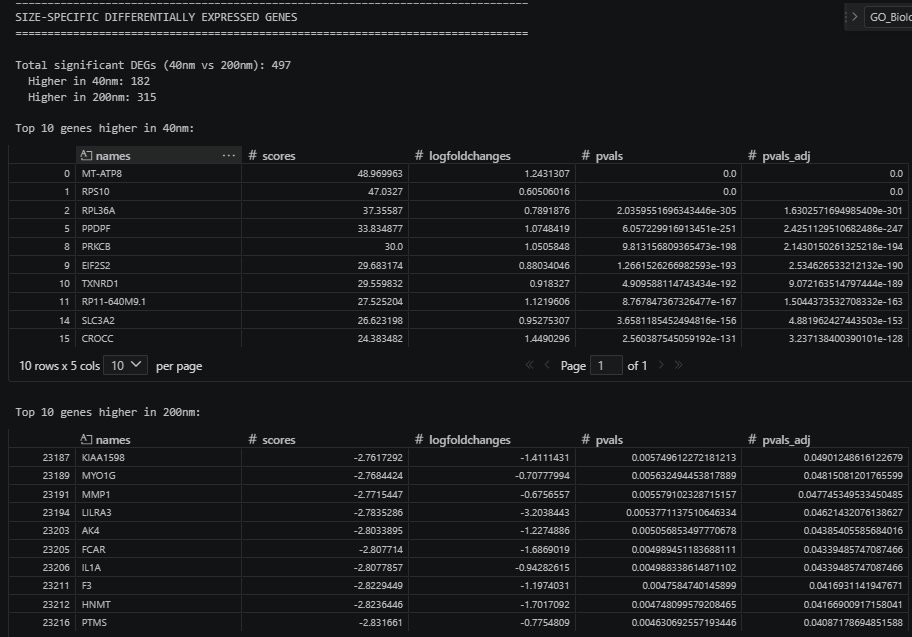 SIZE-SPECIFIC DIFFERENTIALLY EXPRESSED GENES
GO_Biolo
Total significant DEGs (40nm vs 200nm): 497
Higher in 40nm: 182
Higher in 200nm: 315
Top 10 genes higher in 40nm:
names ··· # scores # logfoldchanges # pvals # pvals_adj
0 MT-ATP8 48.969963 1.2431307 0.0 0.0
1 RPS10 47.0327 0.60506016 0.0 0.0
2 RPL36A 37.35587 0.7891876 2.0359551696343446e-305 1.6302571694985409e-301
5 PPDPF 33.834877 1.0748419 6.057229916913451e-251 2.4251129510682486e-247
8 PRKCB 30.0 1.0505848 9.813156809365473e-198 2.1430150261325218e-194
9 EIF2S2 29.683174 0.88034046 1.2661526266982593e-193 2.534626533212132e-190
10 TXNRD1 29.559832 0.918327 4.909588114743434e-192 9.072163514797444e-189
11 RP11-640M9.1 27.525204 1.1219606 8.767847367326477e-167 1.5044373532708332e-163
14 SLC3A2 26.623198 0.95275307 3.6581185452494816e-156 4.881962427443503e-153
15 CROCC 24.383482 1.4490296 2.560387545059192e-131 3.237138400390101e-128
10 rows x 5 cols 10 per page « ‹ Page 1 of 1 › »
Top 10 genes higher in 200nm:
names # scores # logfoldchanges # pvals # pvals_adj
23187 KIAA1598 -2.7617292 -1.4111431 0.005749612272181213 0.04901248616122679
23189 MYO1G -2.7684424 -0.70777994 0.005632494453817889 0.04815081201765599
23191 MMP1 -2.7715447 -0.6756557 0.005579102328715157 0.047745349533450485
23194 LILRA3 -2.7835286 -3.2038443 0.0053771137510646334 0.04621432076138627
23203 AK4 -2.8033895 -1.2274886 0.005056853497770678 0.04385405585684016
23205 FCAR -2.807714 -1.6869019 0.004989451183688111 0.04339485747087466
23206 IL1A -2.8077857 -0.94282615 0.004988338614871102 0.04339485747087466
23211 F3 -2.8229449 -1.1974031 0.0047584740145899 0.0416931141947671
23212 HNMT -2.8236446 -1.7017092 0.004748099579208465 0.04166900917158041
23216 PTMS -2.831661 -0.7754809 0.004630692557193446 0.04087178694851588